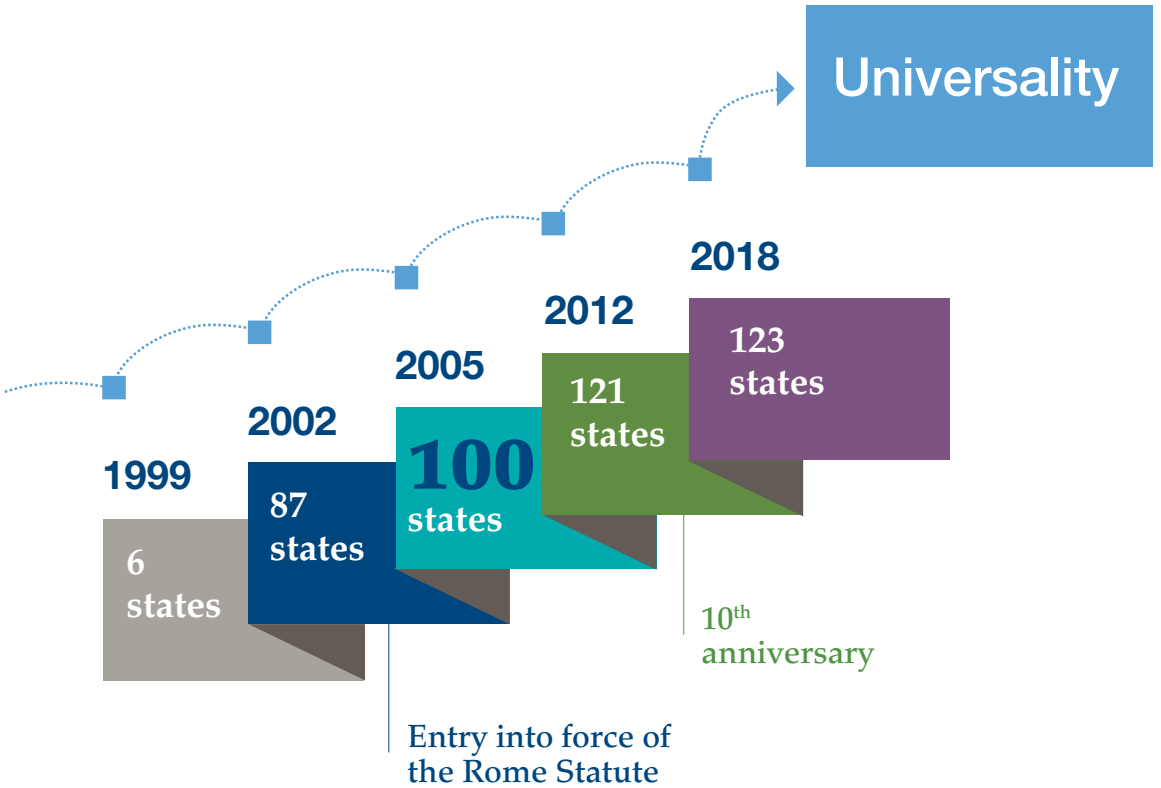 Universality
2018
123
states
2012
121
states
2005
100
states
2002
87
states
1999
6
states
10th
anniversary
Entry into force of
the Rome Statute